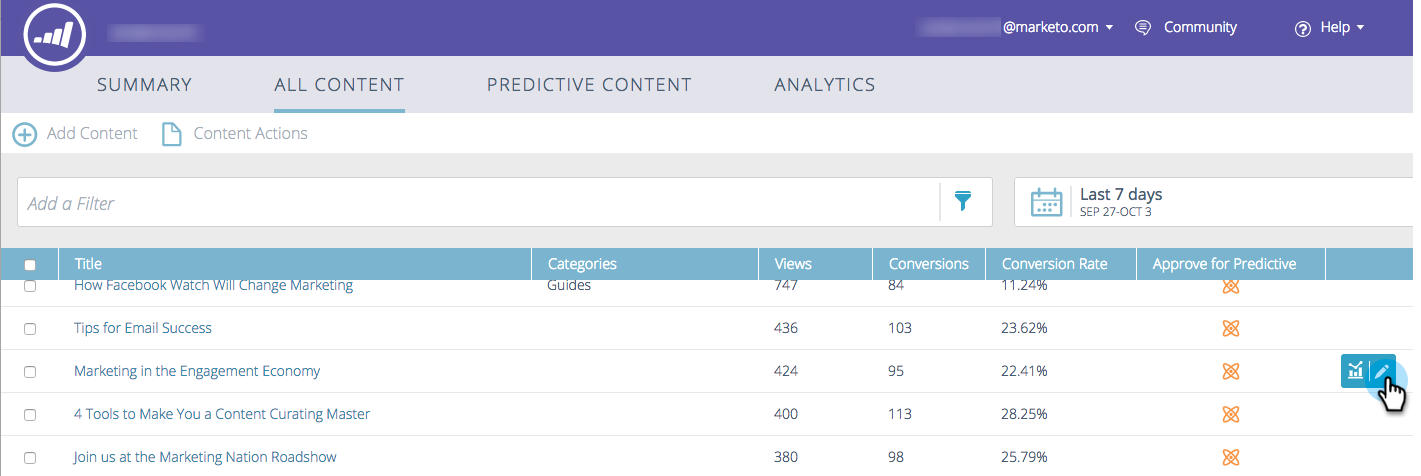 @marketo.com Community Help
SUMMARY ALL CONTENT PREDICTIVE CONTENT ANALYTICS
Add Content Content Actions
Add a Filter Last 7 days
SEP 27-OCT 3
Title Categories Views Conversions Conversion Rate Approve for Predictive
How Facebook Watch Will Change Marketing Guides 747 84 11.24%
Tips for Email Success 436 103 23.62%
Marketing in the Engagement Economy 424 95 22.41%
4 Tools to Make You a Content Curating Master 400 113 28.25%
Join us at the Marketing Nation Roadshow 380 98 25.79%